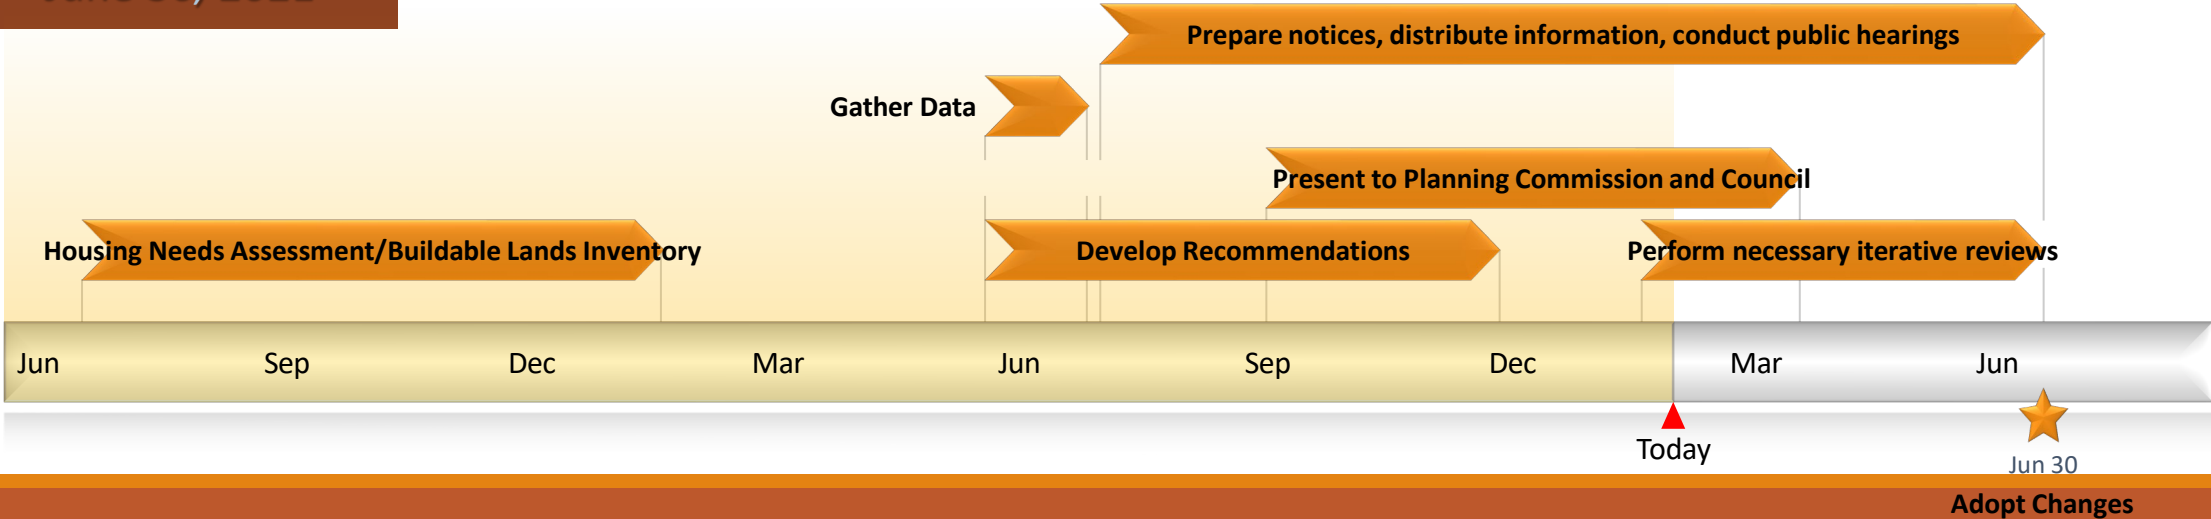 Prepare notices, distribute information, conduct public hearings
Gather Data
Present to Planning Commission and Council
Housing Needs Assessment/Buildable Lands Inventory
Develop Recommendations
Perform necessary iterative reviews
Jun Sep Dec Mar Jun Sep Dec Mar Jun
Today
Jun 30
Adopt Changes